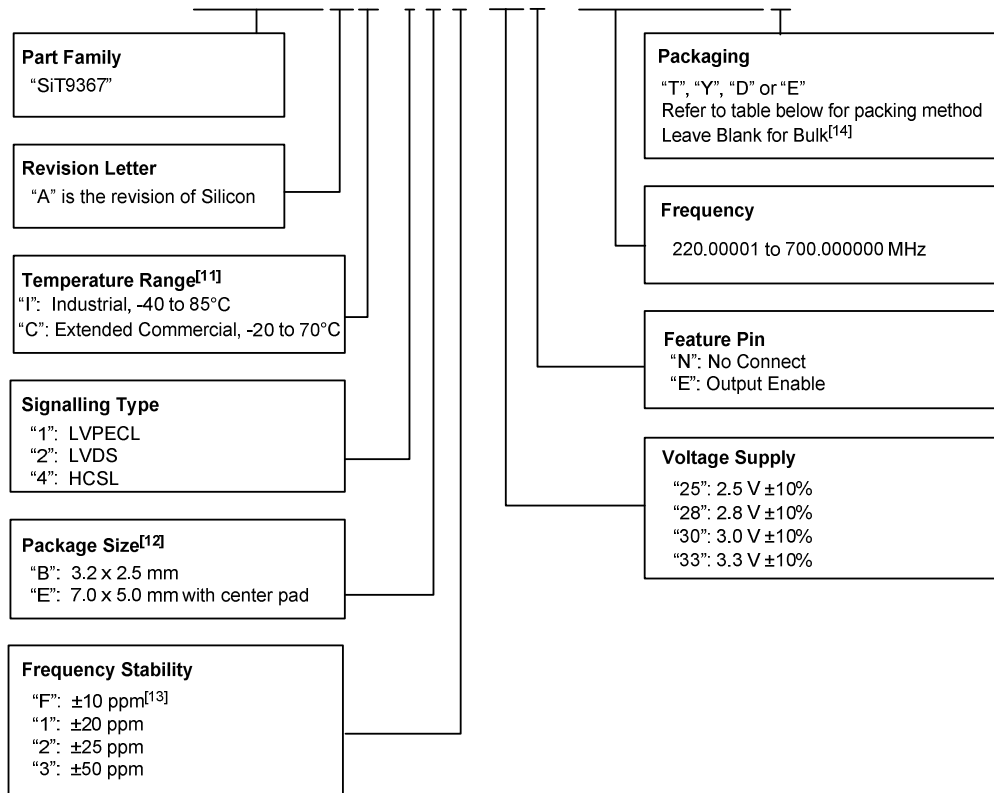 Part Family
“SiT9367”
Revision Letter
“A” is the revision of Silicon
Temperature Range[11]
“I”: Industrial, -40 to 85°C
“C”: Extended Commercial, -20 to 70°C
Signalling Type
“1”: LVPECL
“2”: LVDS
“4”: HCSL
Package Size[12]
“B”: 3.2 x 2.5 mm
“E”: 7.0 x 5.0 mm with center pad
Frequency Stability
“F”: ±10 ppm[13]
“1”: ±20 ppm
“2”: ±25 ppm
“3”: ±50 ppm
Packaging
“T”, “Y”, “D” or “E”
Refer to table below for packing method
Leave Blank for Bulk[14]
Frequency
220.00001 to 700.000000 MHz
Feature Pin
“N”: No Connect
“E”: Output Enable
Voltage Supply
“25”: 2.5 V ±10%
“28”: 2.8 V ±10%
“30”: 3.0 V ±10%
“33”: 3.3 V ±10%